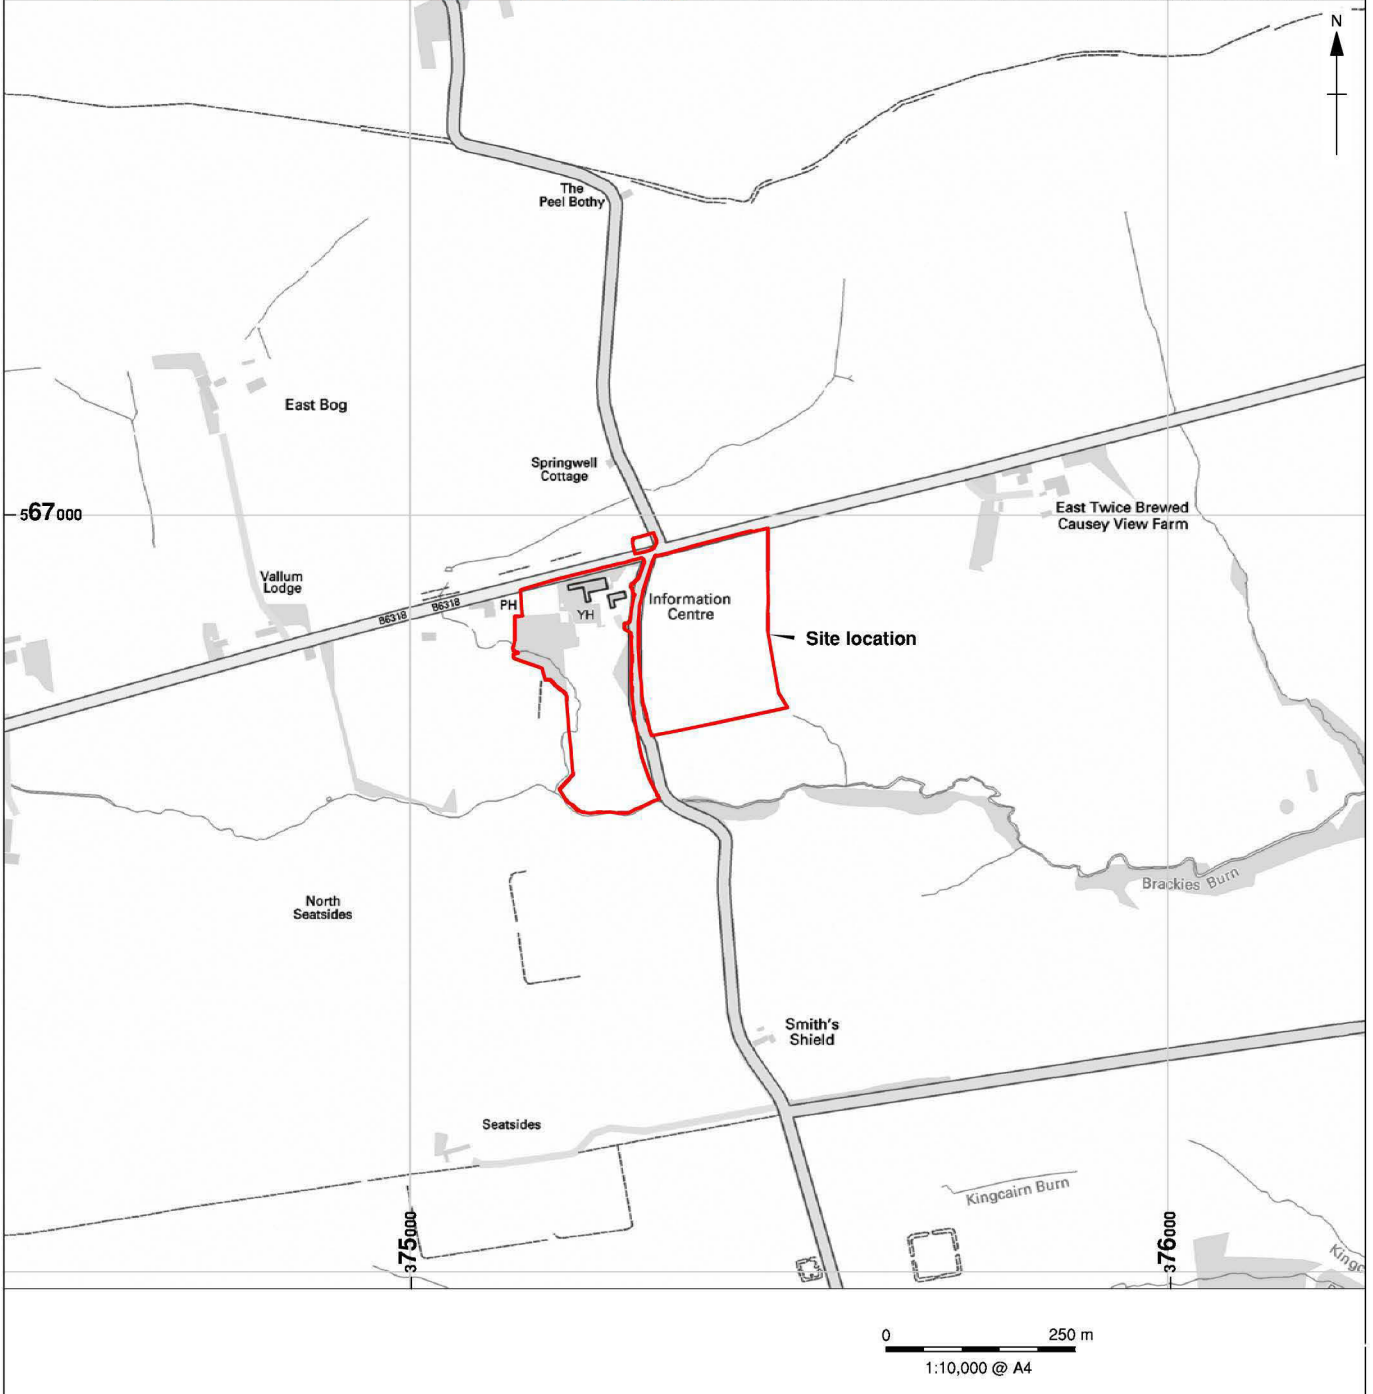 N
The
Peel Bothy
East Bog
Springwell
Cottage
567000
East Twice Brewed
Causey View Farm
Vallum
Lodge
B6318
B6318
PH
YH
Information
Centre
Site location
Brackies Burn
North
Seatsides
Smith's
Shield
Seatsides
Kingcairn Burn
375000
376000
Kingc
0
250 m
1:10,000 @ A4